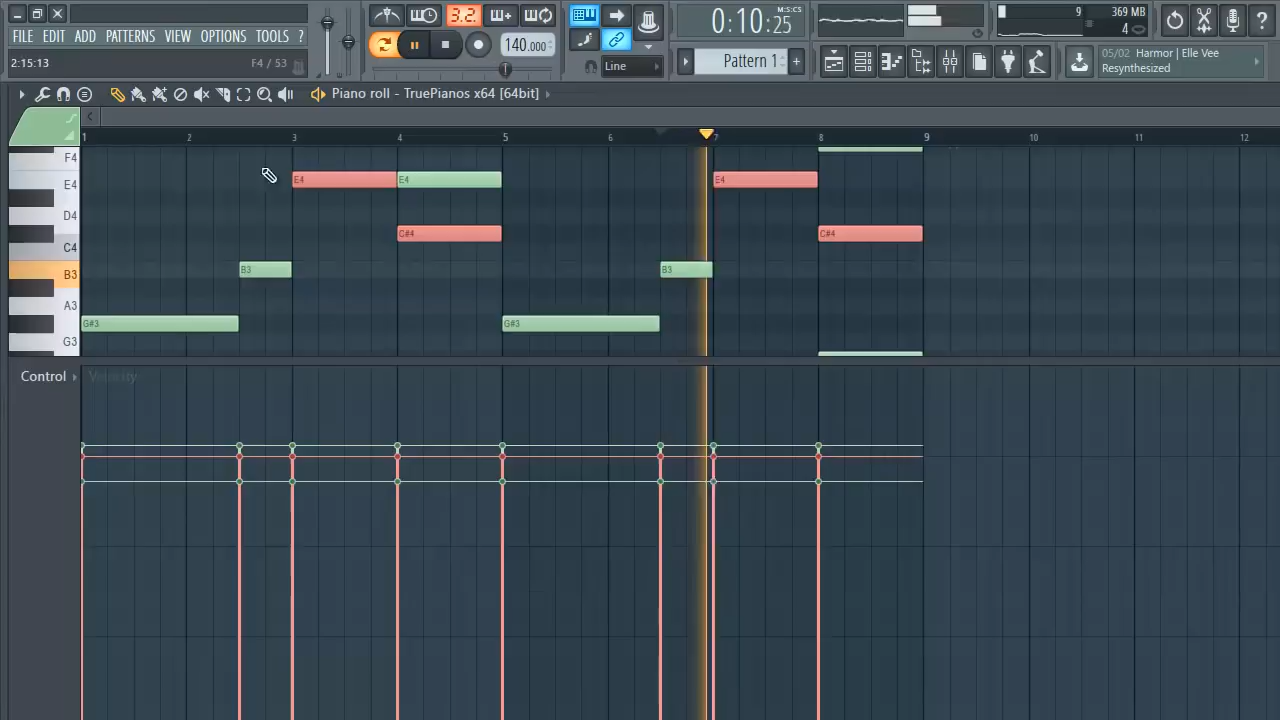 FILE EDIT ADD PATTERNS VIEW OPTIONS TOOLS ?
2:15:13 F4 / 53
3.2.
140.000
Line
0:10:25 M:S:CS
Pattern 1
9 369 MB
4
05/02 Harmor | Elle Vee
Resynthesized
Piano roll - TruePianos x64 [64bit]
1 2 3 4 5 6 7 8 9 10 11 12
F4
E4 E4 E4 E4
D4
C#4 C#4
C4
B3 B3 B3
A3
G#3 G#3
G3
Control Velocity